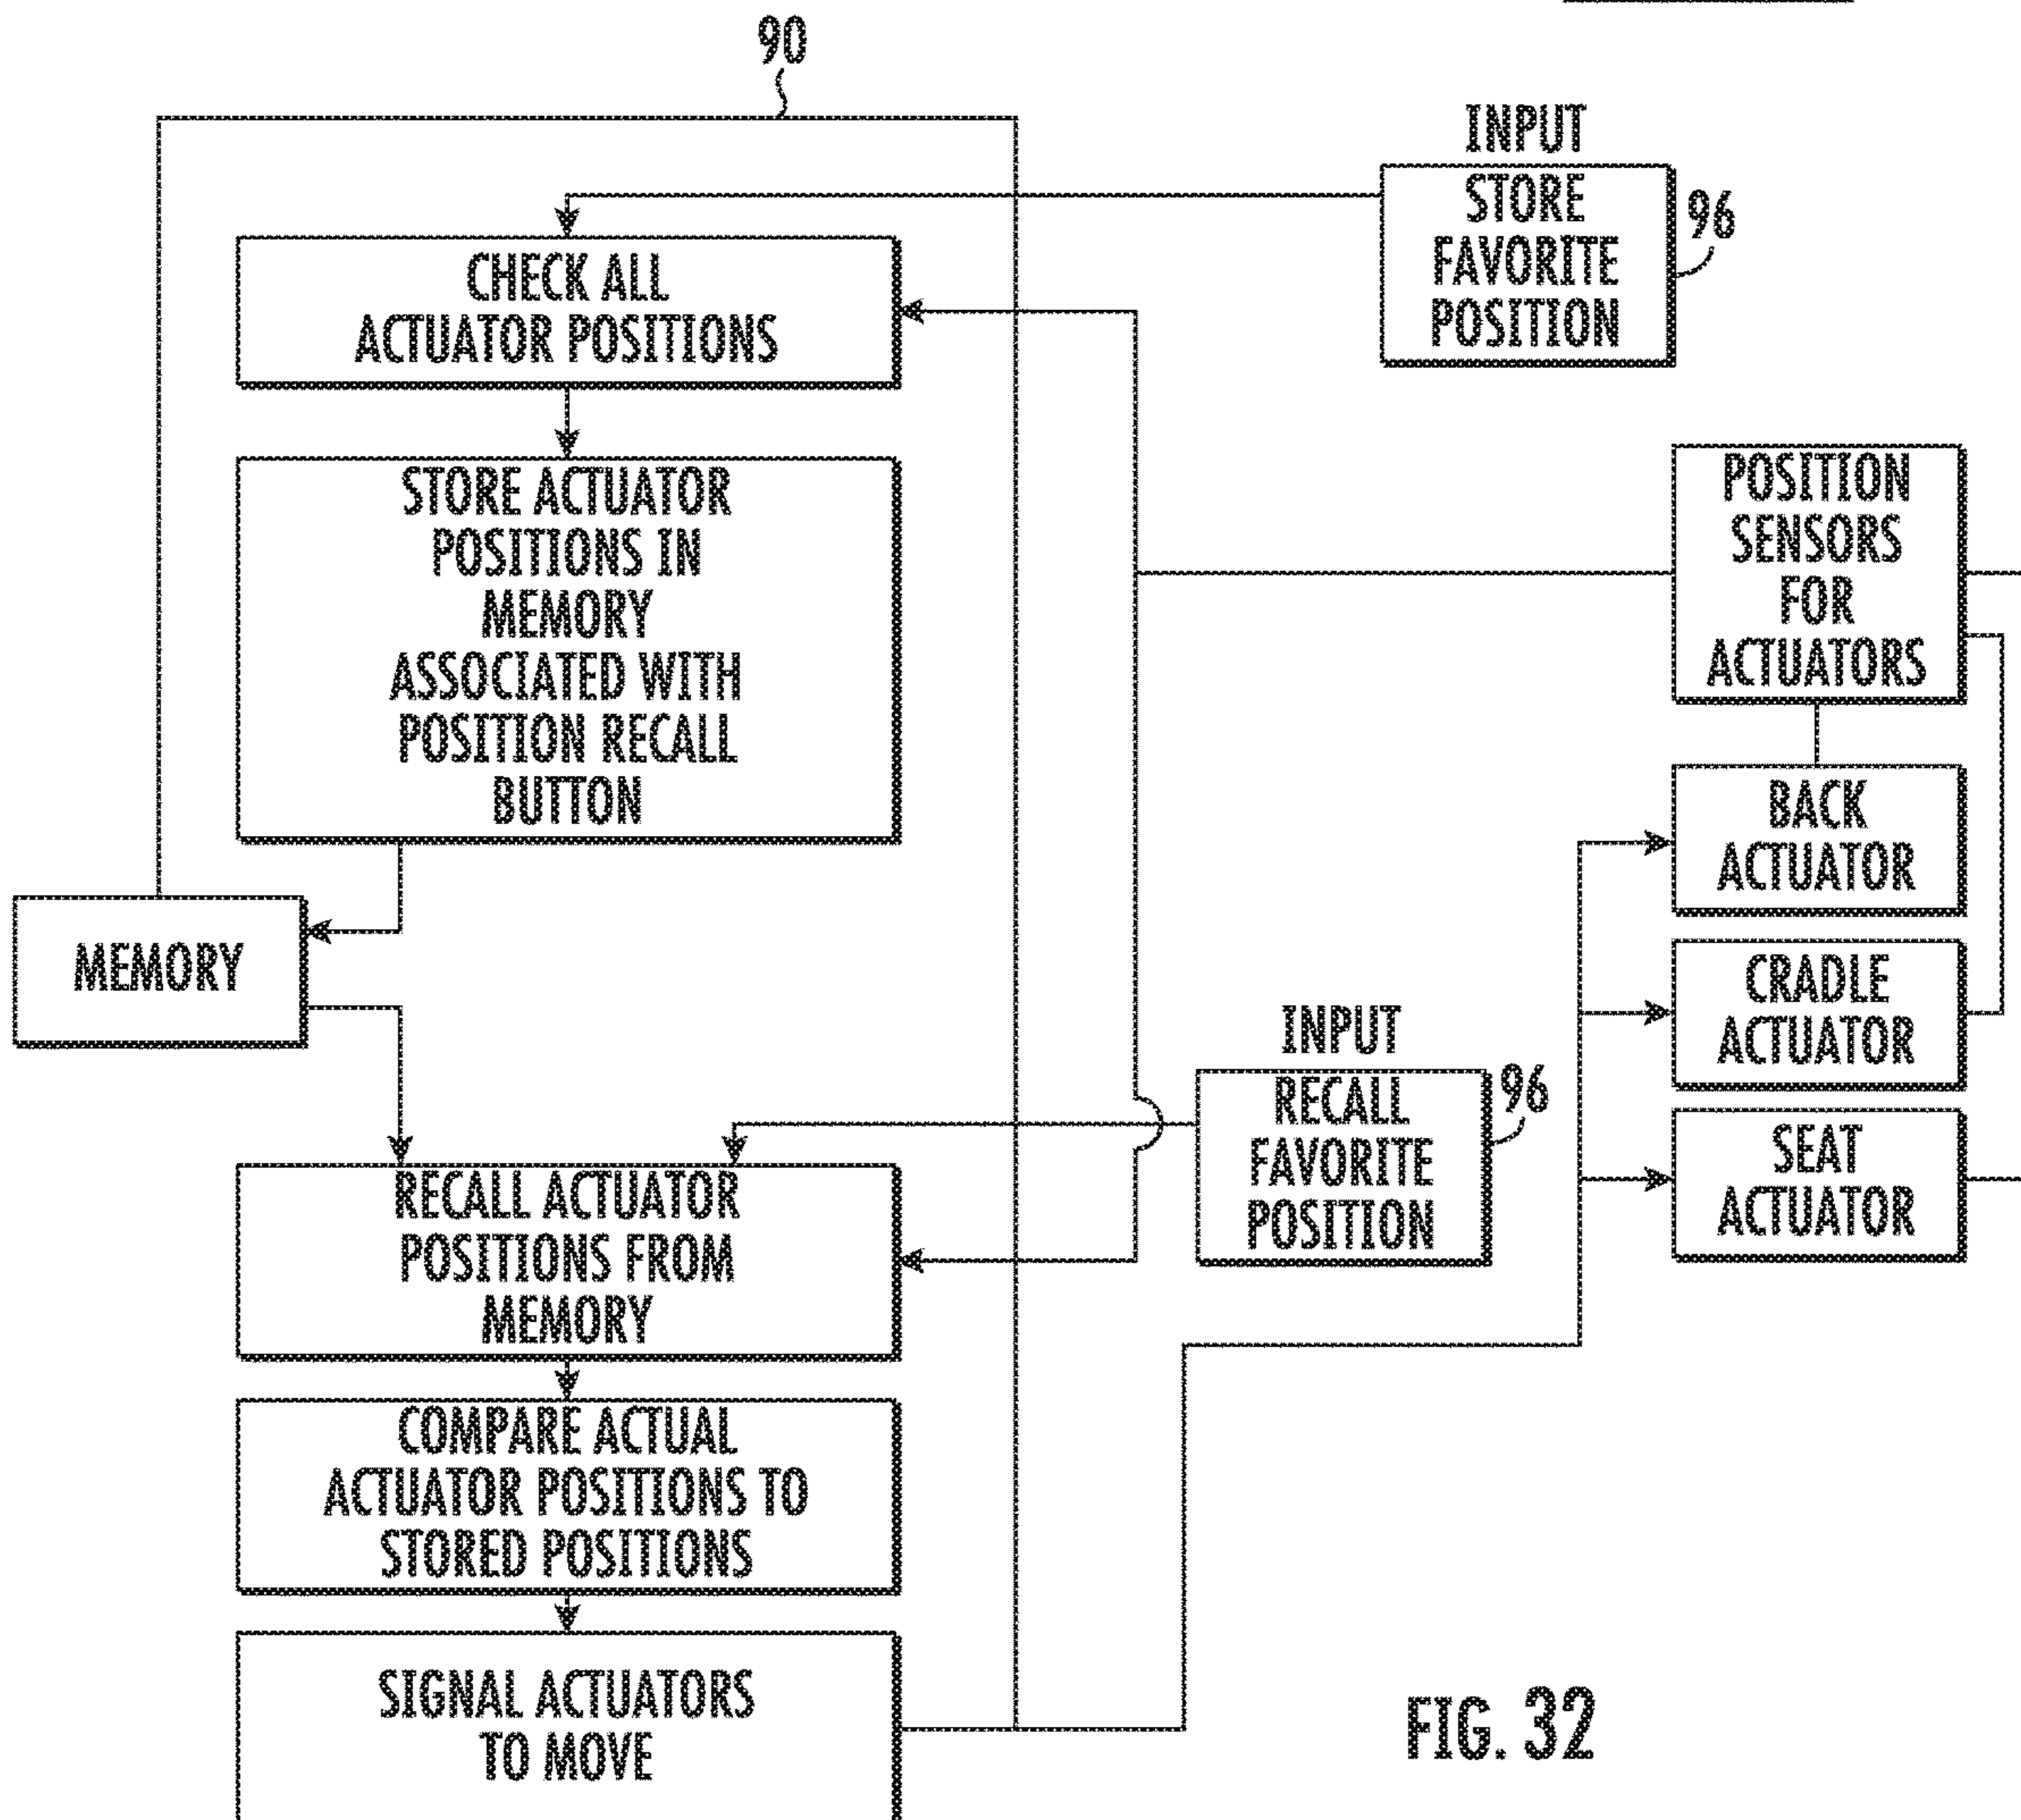 90
INPUT
STORE
FAVORITE
POSITION
96
CHECK ALL
ACTUATOR POSITIONS
STORE ACTUATOR
POSITIONS IN
MEMORY
ASSOCIATED WITH
POSITION RECALL
BUTTON
POSITION
SENSORS
FOR
ACTUATORS
BACK
ACTUATOR
MEMORY
CRADLE
ACTUATOR
INPUT
RECALL
FAVORITE
POSITION
96
SEAT
ACTUATOR
RECALL ACTUATOR
POSITIONS FROM
MEMORY
COMPARE ACTUAL
ACTUATOR POSITIONS TO
STORED POSITIONS
SIGNAL ACTUATORS
TO MOVE
FIG. 32